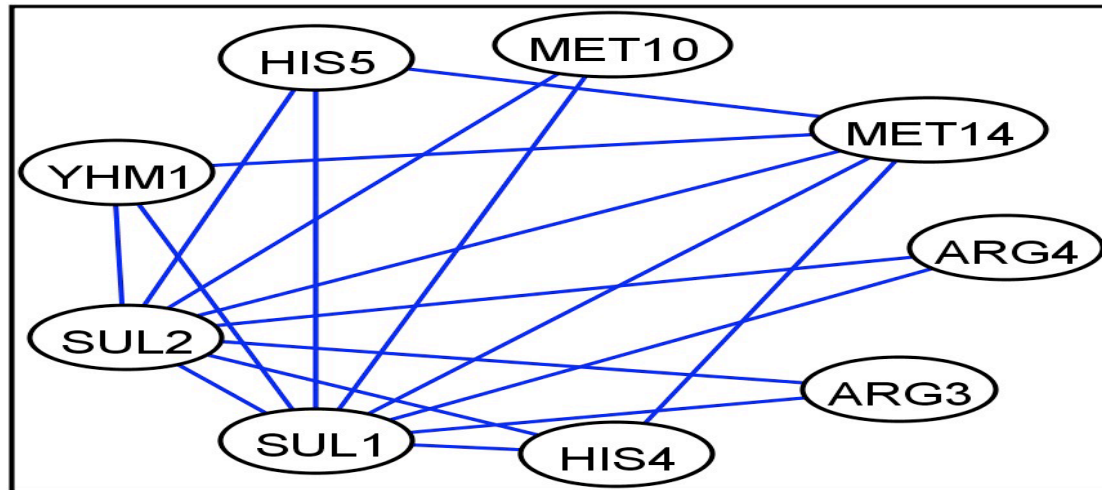 HIS5
MET10
MET14
YHM1
ARG4
SUL2
ARG3
SUL1
HIS4